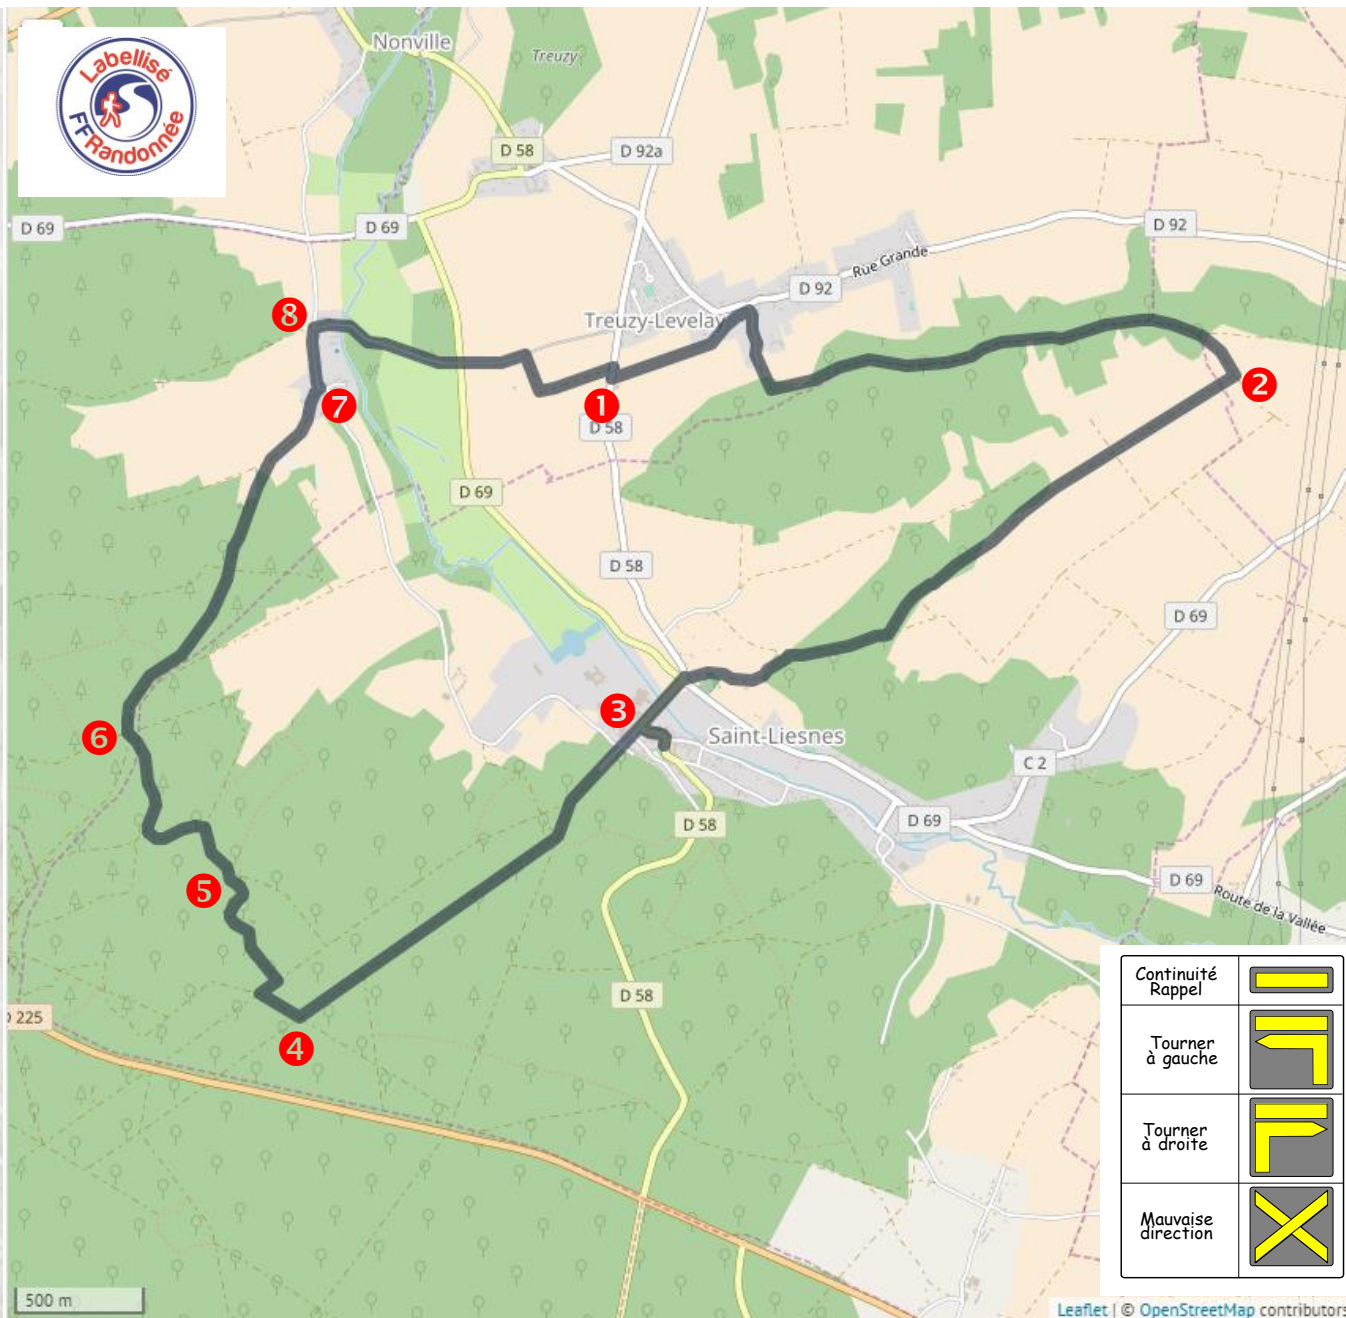 Labellisé
FFRandonnée
Nonville
Treuzy
D 58
D 92a
D 69
D 69
D 92
Rue Grande
D 92
8
Treuzy-Levelay
7
1
2
D 58
D 69
D 58
D 69
3
6
Saint-Liesnes
C 2
D 58
D 69
5
D 69
Route de la Vallée
D 58
D 225
4
Continuité
Rappel
Tourner
à gauche
Tourner
à droite
Mauvaise
direction
500 m
Leaflet | © OpenStreetMap contributors